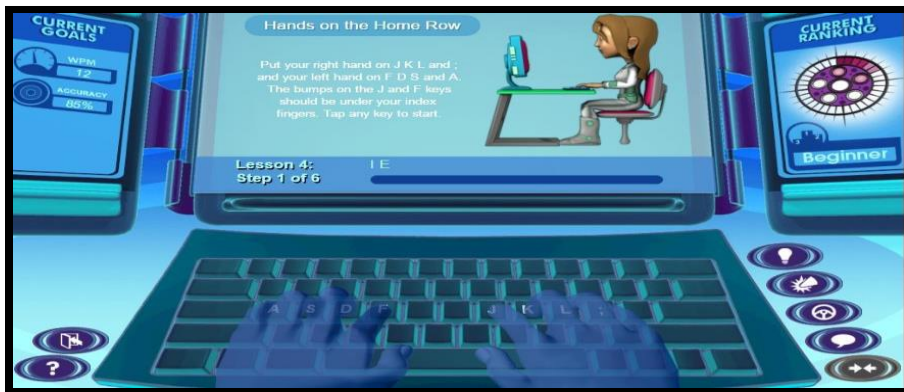 CURRENT
GOALS
WPM
12
ACCURACY
85%
Hands on the Home Row
Put your right hand on J K L and ;
and your left hand on F D S and A.
The bumps on the J and F keys
should be under your index
fingers. Tap any key to start.
Lesson 4:
I E
Step 1 of 6
CURRENT
RANKING
Beginner
A S D F J K L ;
?